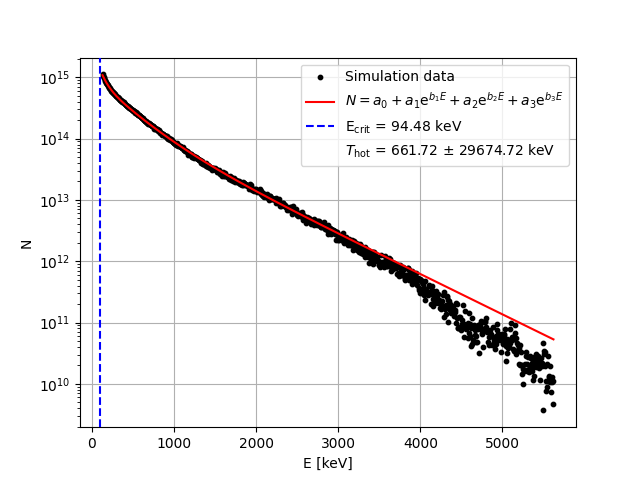 10¹⁵
10¹⁴
10¹³
10¹²
10¹¹
10¹⁰
N
Simulation data
N = a₀ + a₁e^{b₁E} + a₂e^{b₂E} + a₃e^{b₃E}
E_crit = 94.48 keV
T_hot = 661.72 ± 29674.72 keV
0 1000 2000 3000 4000 5000
E [keV]